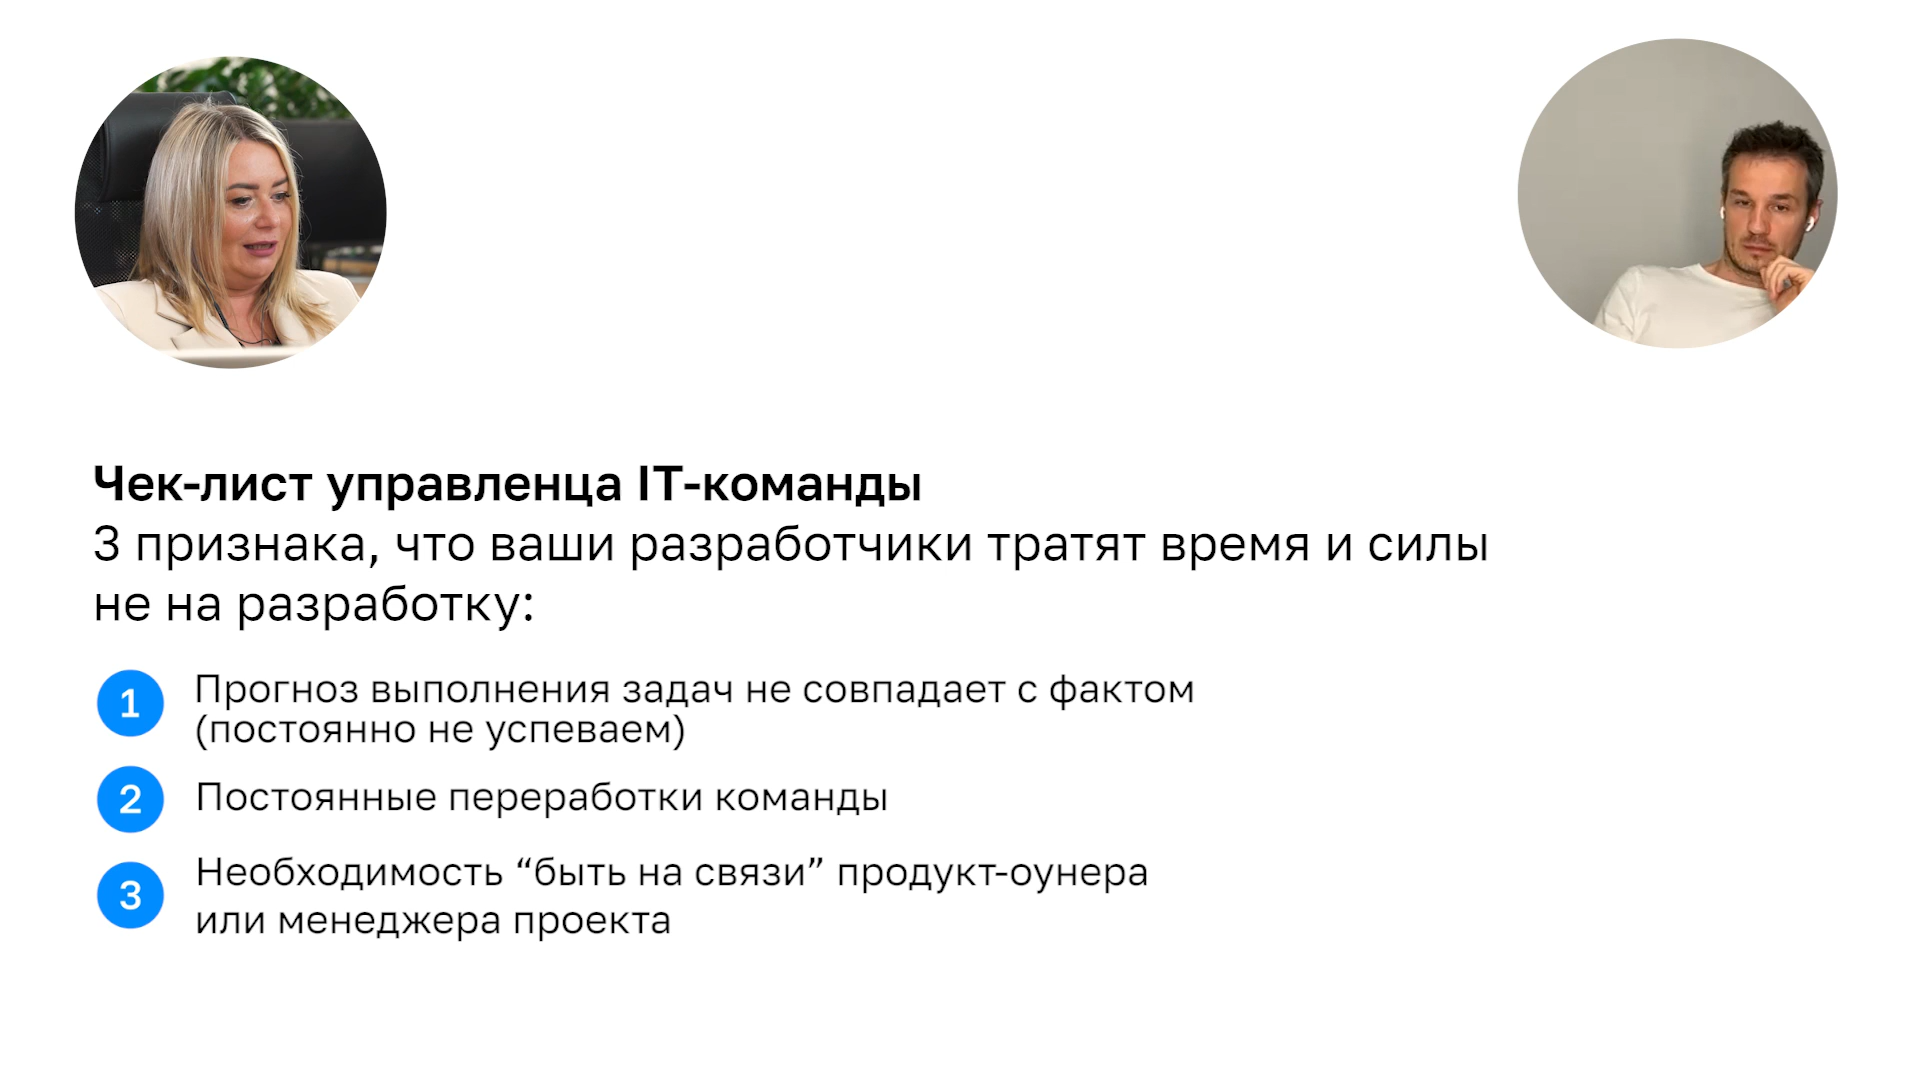 Чек-лист управленца IT-команды
3 признака, что ваши разработчики тратят время и силы
не на разработку:
1 Прогноз выполнения задач не совпадает с фактом
(постоянно не успеваем)
2 Постоянные переработки команды
3 Необходимость “быть на связи” продукт-оунера
или менеджера проекта